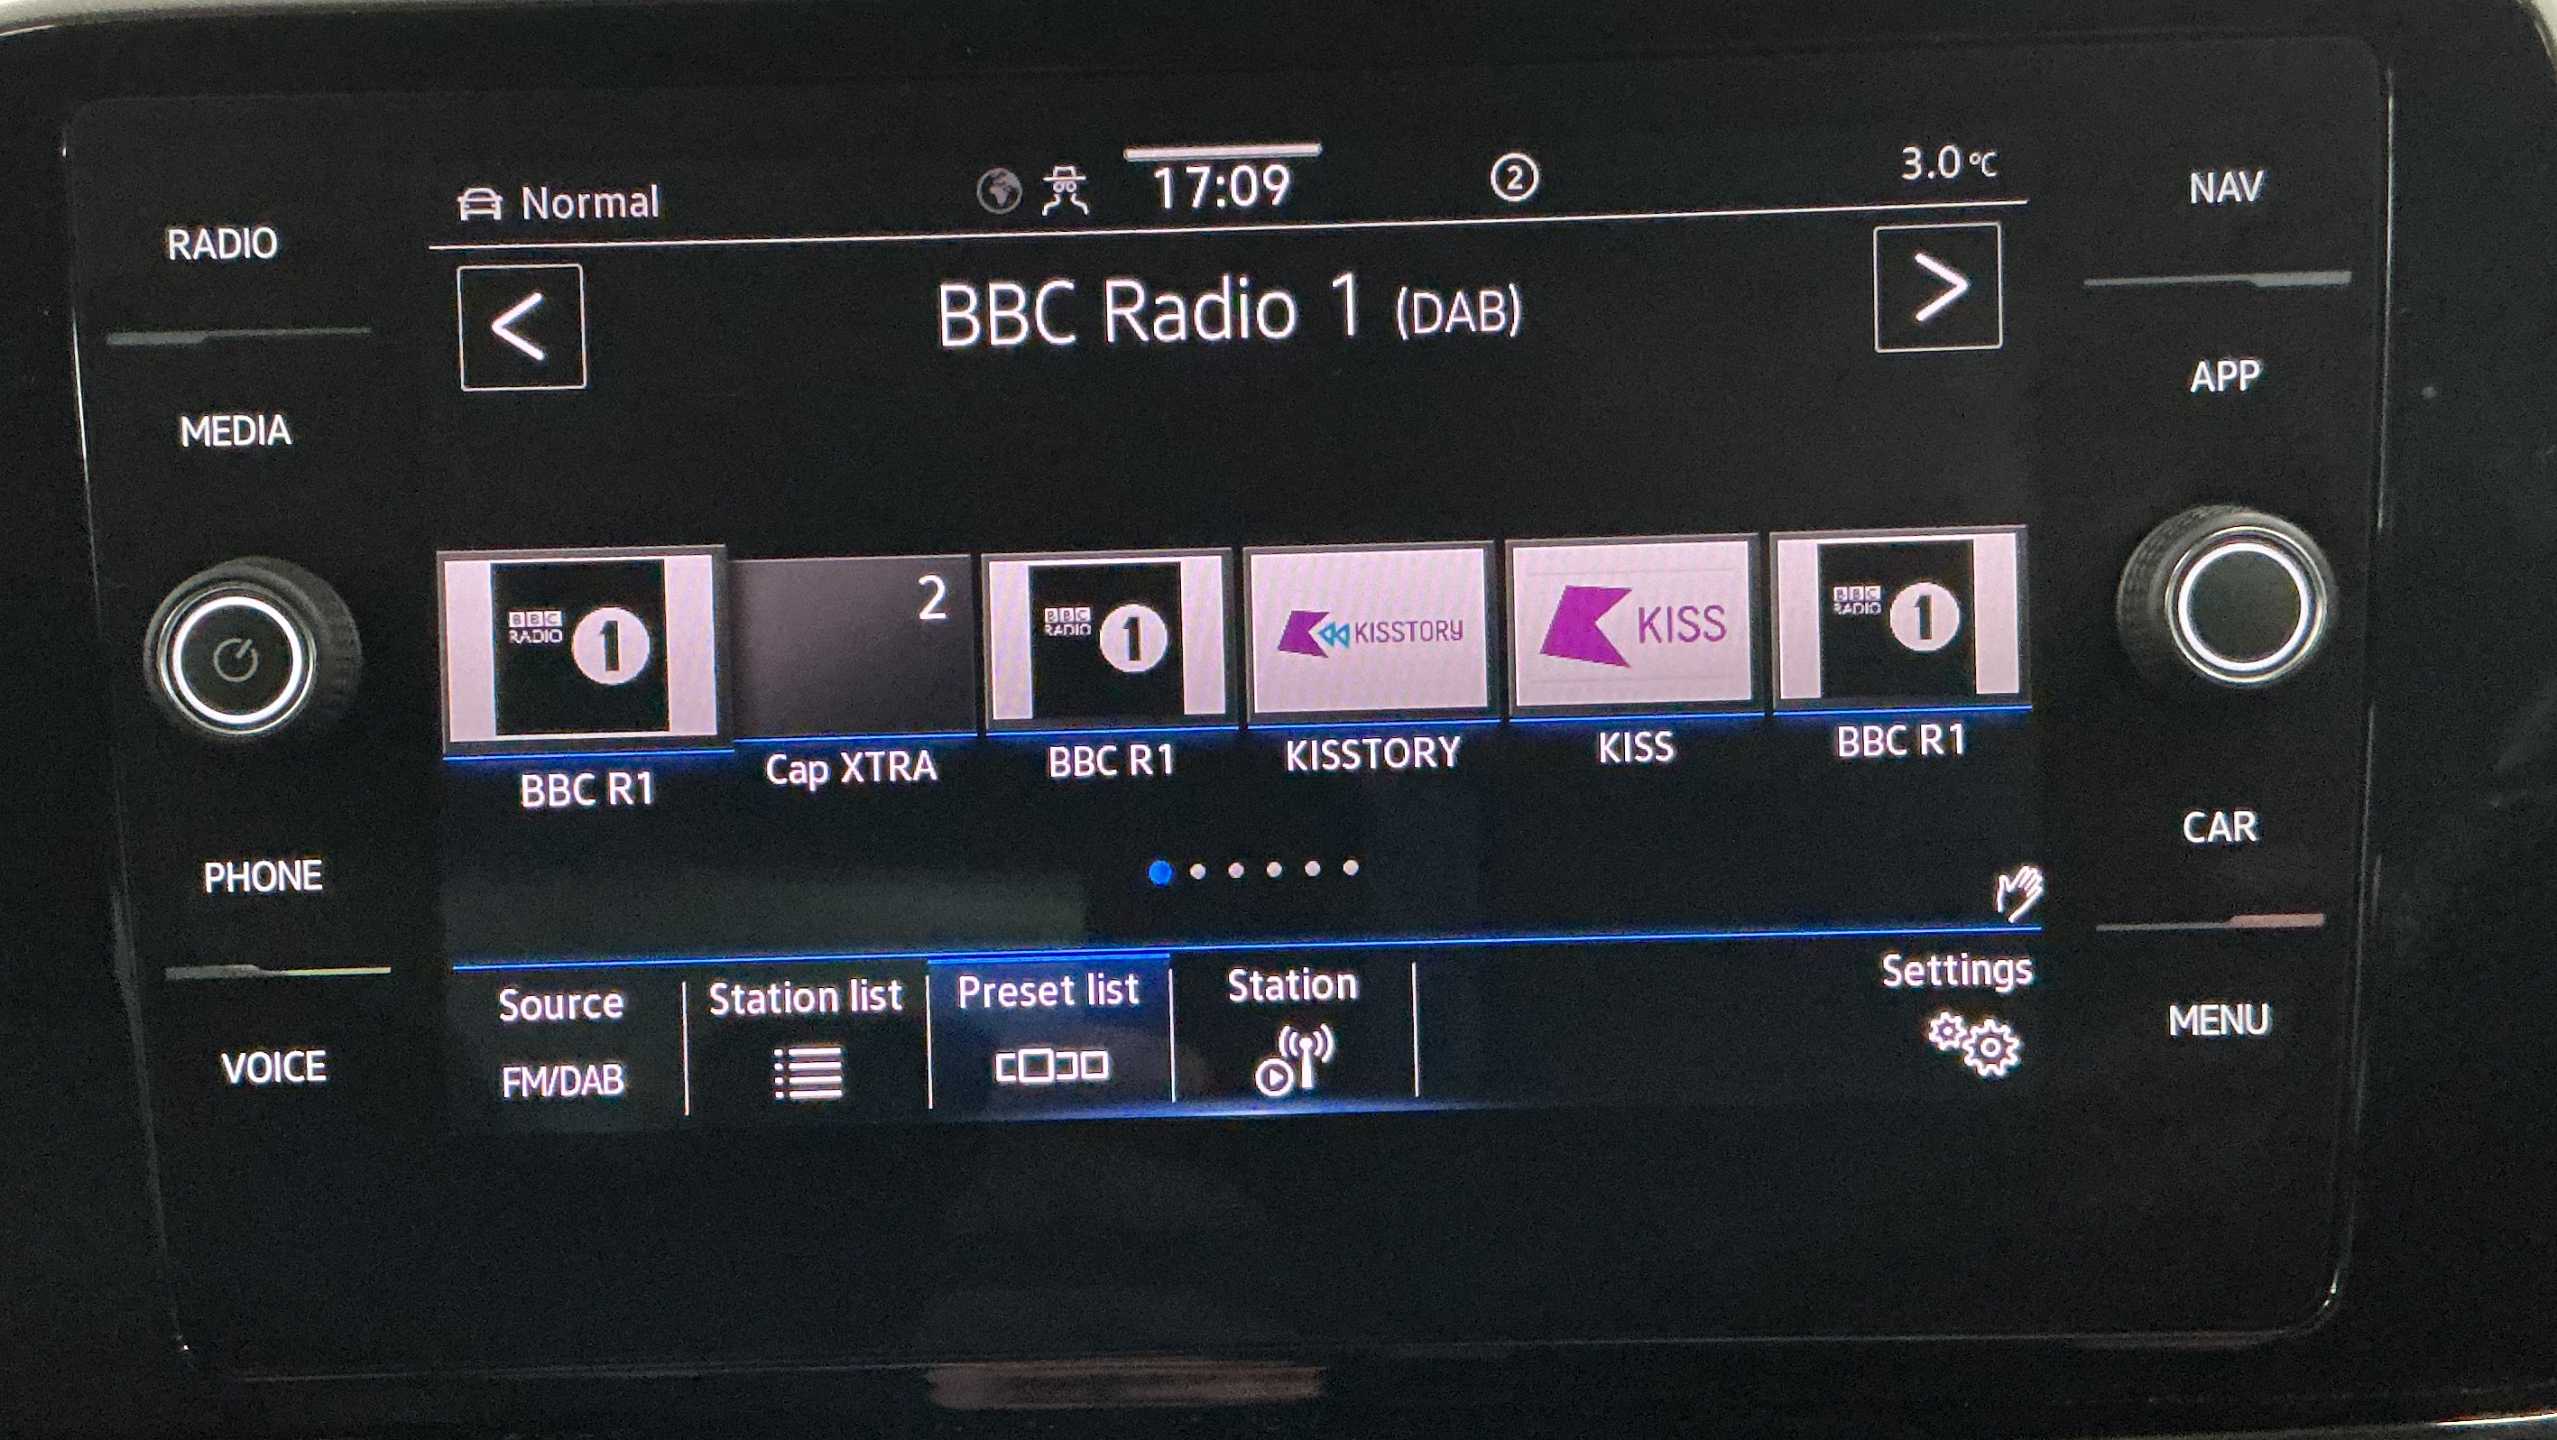 Normal
17:09
2
3.0 °C
RADIO
NAV
BBC Radio 1 (DAB)
MEDIA
APP
BBC
RADIO
1
2
BBC
RADIO
1
KISSTORY
KISS
BBC
RADIO
1
BBC R1
Cap XTRA
BBC R1
KISSTORY
KISS
BBC R1
PHONE
CAR
Source
Station list
Preset list
Station
Settings
FM/DAB
VOICE
MENU